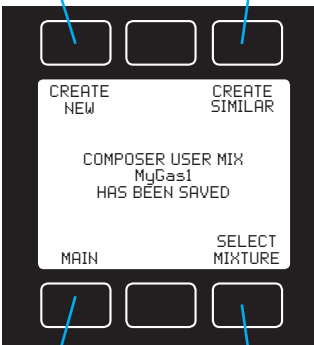 CREATE NEW
CREATE SIMILAR
COMPOSER USER MIX
MyGas1
HAS BEEN SAVED
MAIN
SELECT MIXTURE